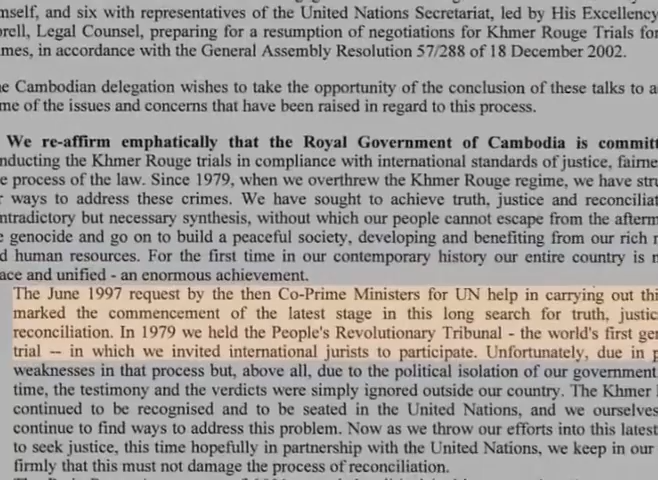 mself, and six with representatives of the United Nations Secretariat, led by His Excellency
rell, Legal Counsel, preparing for a resumption of negotiations for Khmer Rouge Trials for
mes, in accordance with the General Assembly Resolution 57/288 of 18 December 2002.
e Cambodian delegation wishes to take the opportunity of the conclusion of these talks to a
me of the issues and concerns that have been raised in regard to this process.
We re-affirm emphatically that the Royal Government of Cambodia is commit
nducting the Khmer Rouge trials in compliance with international standards of justice, fairne
e process of the law. Since 1979, when we overthrew the Khmer Rouge regime, we have stru
r ways to address these crimes. We have sought to achieve truth, justice and reconciliat
ntradictory but necessary synthesis, without which our people cannot escape from the afterm
e genocide and go on to build a peaceful society, developing and benefiting from our rich
d human resources. For the first time in our contemporary history our entire country is
ace and unified - an enormous achievement.
The June 1997 request by the then Co-Prime Ministers for UN help in carrying out thi
marked the commencement of the latest stage in this long search for truth, justic
reconciliation. In 1979 we held the People's Revolutionary Tribunal - the world's first ge
trial -- in which we invited international jurists to participate. Unfortunately, due in p
weaknesses in that process but, above all, due to the political isolation of our government
time, the testimony and the verdicts were simply ignored outside our country. The Khmer
continued to be recognised and to be seated in the United Nations, and we ourselves
continue to find ways to address this problem. Now as we throw our efforts into this latest
to seek justice, this time hopefully in partnership with the United Nations, we keep in our
firmly that this must not damage the process of reconciliation.